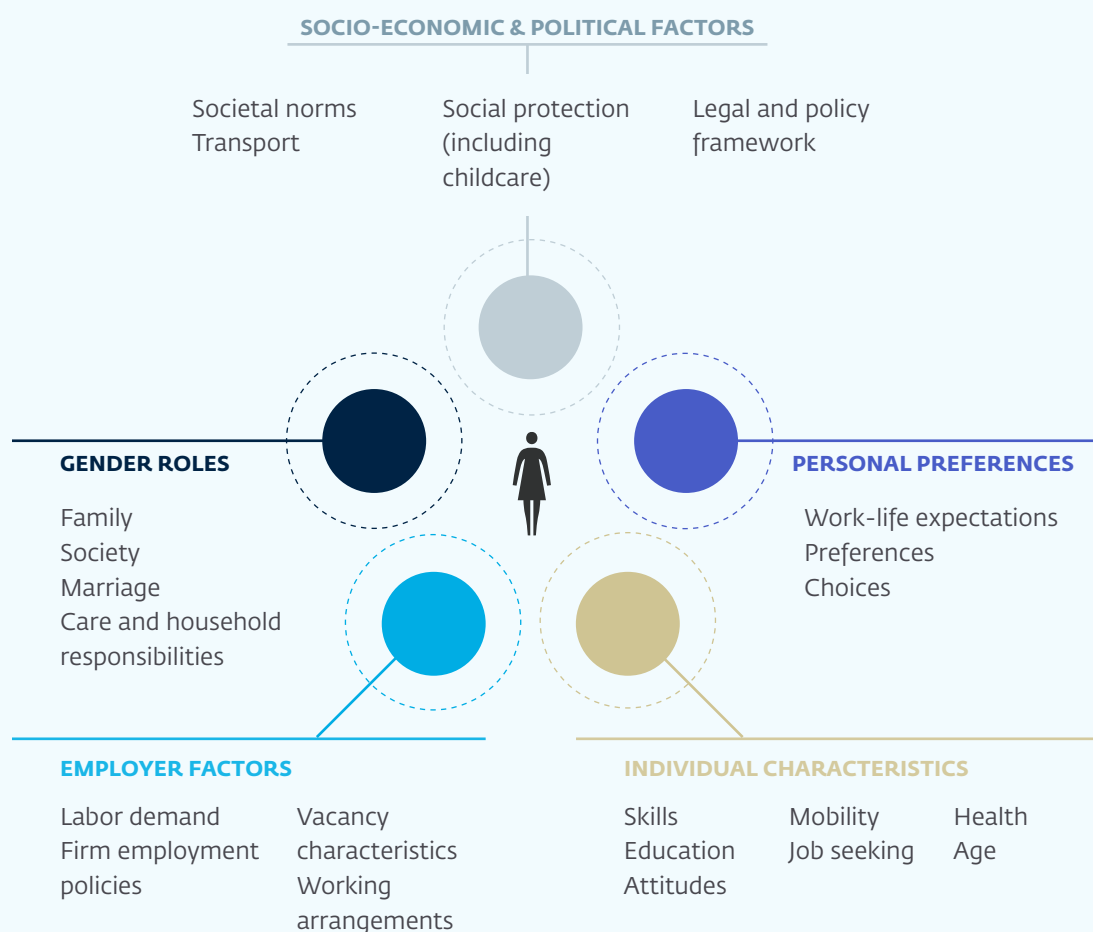 SOCIO-ECONOMIC & POLITICAL FACTORS
Societal norms
Transport
Social protection
(including
childcare)
Legal and policy
framework
GENDER ROLES
Family
Society
Marriage
Care and household
responsibilities
PERSONAL PREFERENCES
Work-life expectations
Preferences
Choices
EMPLOYER FACTORS
Labor demand
Firm employment
policies
Vacancy
characteristics
Working
arrangements
INDIVIDUAL CHARACTERISTICS
Skills
Education
Attitudes
Mobility
Job seeking
Health
Age